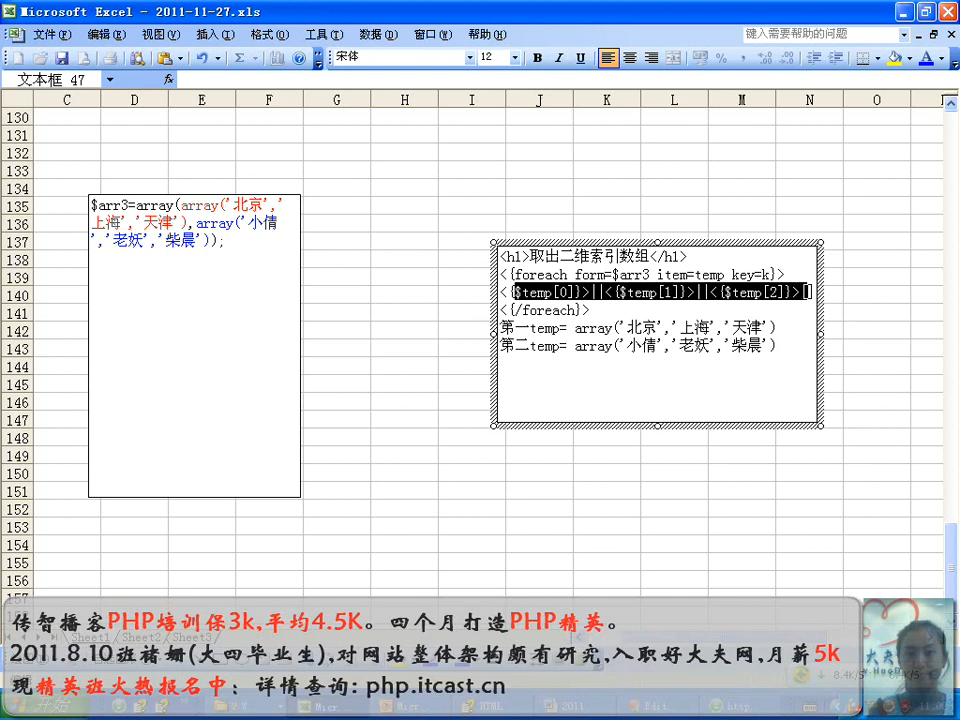 Microsoft Excel - 2011-11-27.xls
文件(F) 编辑(E) 视图(V) 插入(I) 格式(O) 工具(T) 数据(D) 窗口(W) 帮助(H) 键入需要帮助的问题
宋体 12 B I U
文本框 47 fx
C D E F G H I J K L M N O
130
131
132
133
134
135
136
137
138
139
140
141
142
143
144
145
146
147
148
149
150
151
152
153
154
155
156
157
$arr3=array(array('北京','
上海','天津'),array('小倩
','老妖','柴晨'));
<h1>取出二维索引数组</h1>
<{foreach form=$arr3 item=temp key=k}>
<{$temp[0]}>||<{$temp[1]}>||<{$temp[2]}>
<{/foreach}>
第一temp= array('北京','上海','天津')
第二temp= array('小倩','老妖','柴晨')
传智播客PHP培训保3k,平均4.5K。四个月打造PHP精英。
Sheet1 Sheet2 Sheet3
2011.8.10班褚姗(大四毕业生),对网站整体架构颇有研究,入职好大夫网,月薪5k
现精英班火热报名中；详情查询: php.itcast.cn